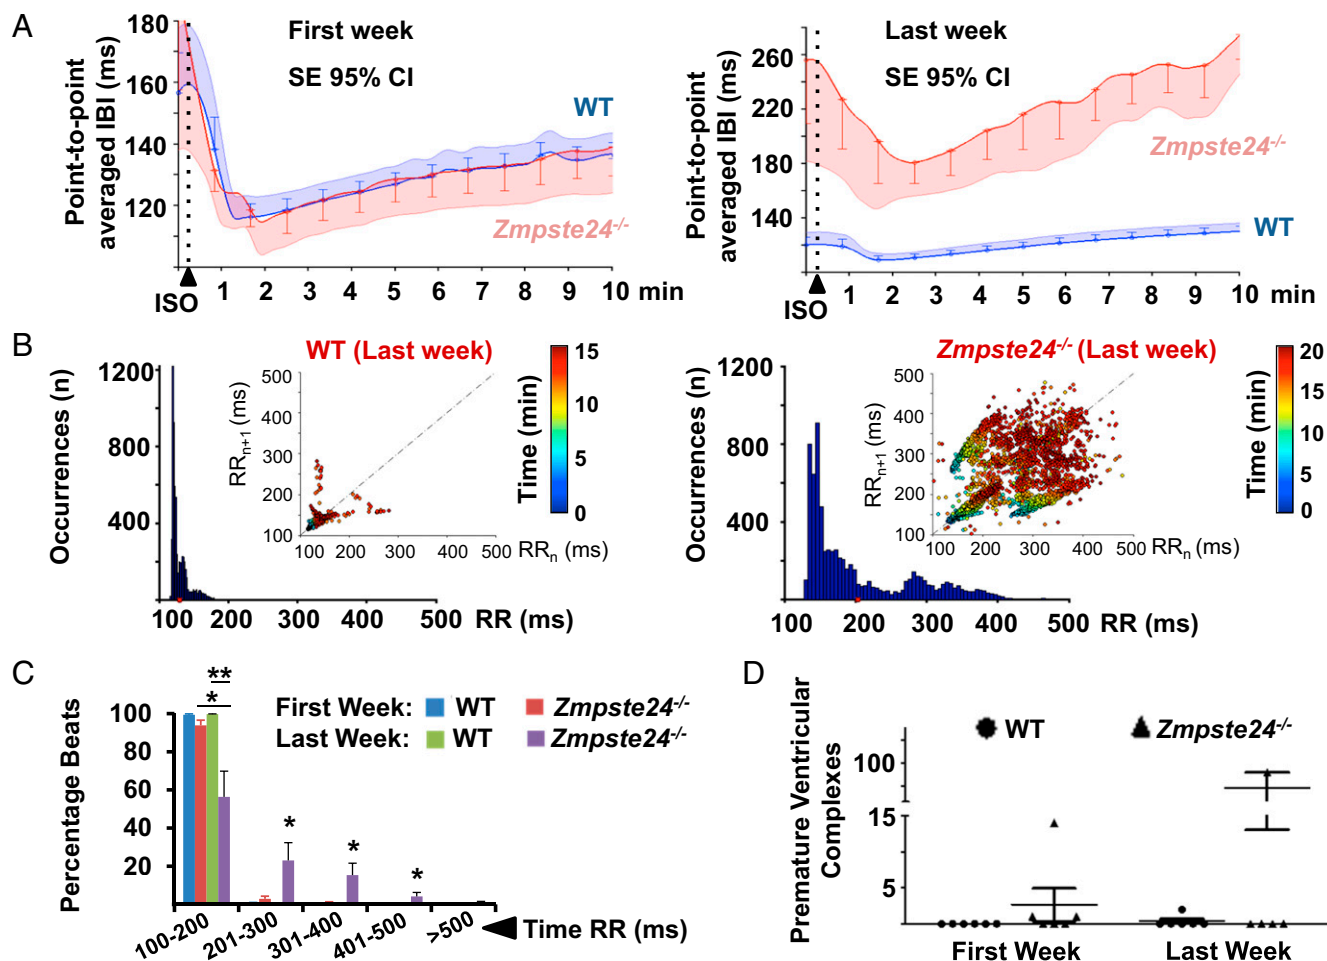 A
First week
SE 95% CI
Point-to-point
averaged IBI (ms)
180
160
140
120
WT
Zmpste24-/-
ISO
1 2 3 4 5 6 7 8 9 10 min
Last week
SE 95% CI
Point-to-point
averaged IBI (ms)
260
220
180
140
Zmpste24-/-
WT
ISO
1 2 3 4 5 6 7 8 9 10 min
B
WT (Last week)
Occurrences (n)
1200
800
400
100 200 300 400 500 RR (ms)
RRn+1 (ms)
500
400
300
200
100
100 200 300 400 500
RRn (ms)
Time (min)
15
10
5
0
Zmpste24-/- (Last week)
Occurrences (n)
1200
800
400
100 200 300 400 500 RR (ms)
RRn+1 (ms)
500
400
300
200
100
100 200 300 400 500
RRn (ms)
Time (min)
20
15
10
5
0
C
**
*
First Week: WT Zmpste24-/-
Last Week: WT Zmpste24-/-
Percentage Beats
100
80
60
40
20
* * *
100-200 201-300 301-400 401-500 >500
Time RR (ms)
D
WT Zmpste24-/-
Premature Ventricular
Complexes
100
15
5
First Week Last Week